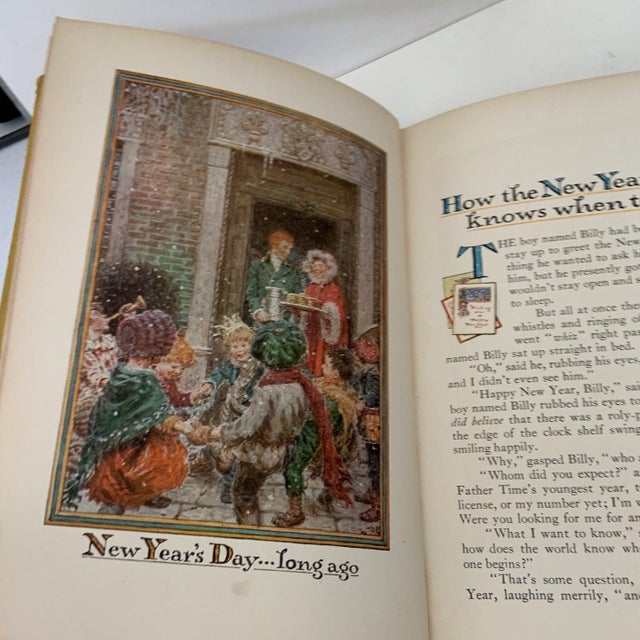 New Year's Day...long ago
How the New Year
knows when t
THE boy named Billy had b
stay up to greet the New
thing he wanted to ask h
him, but he presently go
wouldn't stay open and s
to sleep.
But all at once the
whistles and ringing o
went "whiz" right pas
named Billy sat up straight in bed.
"Oh," said he, rubbing his eyes,
and I didn't even see him."
"Happy New Year, Billy," sa
boy named Billy rubbed his eyes to
did believe that there was a roly-p
the edge of the clock shelf swing
smiling happily.
"Why," gasped Billy, "who a
"Whom did you expect?" a
Father Time's youngest year, t
license, or my number yet; I'm v
Were you looking for me for an
"What I want to know," s
how does the world know wh
one begins?"
"That's some question,
Year, laughing merrily, "an